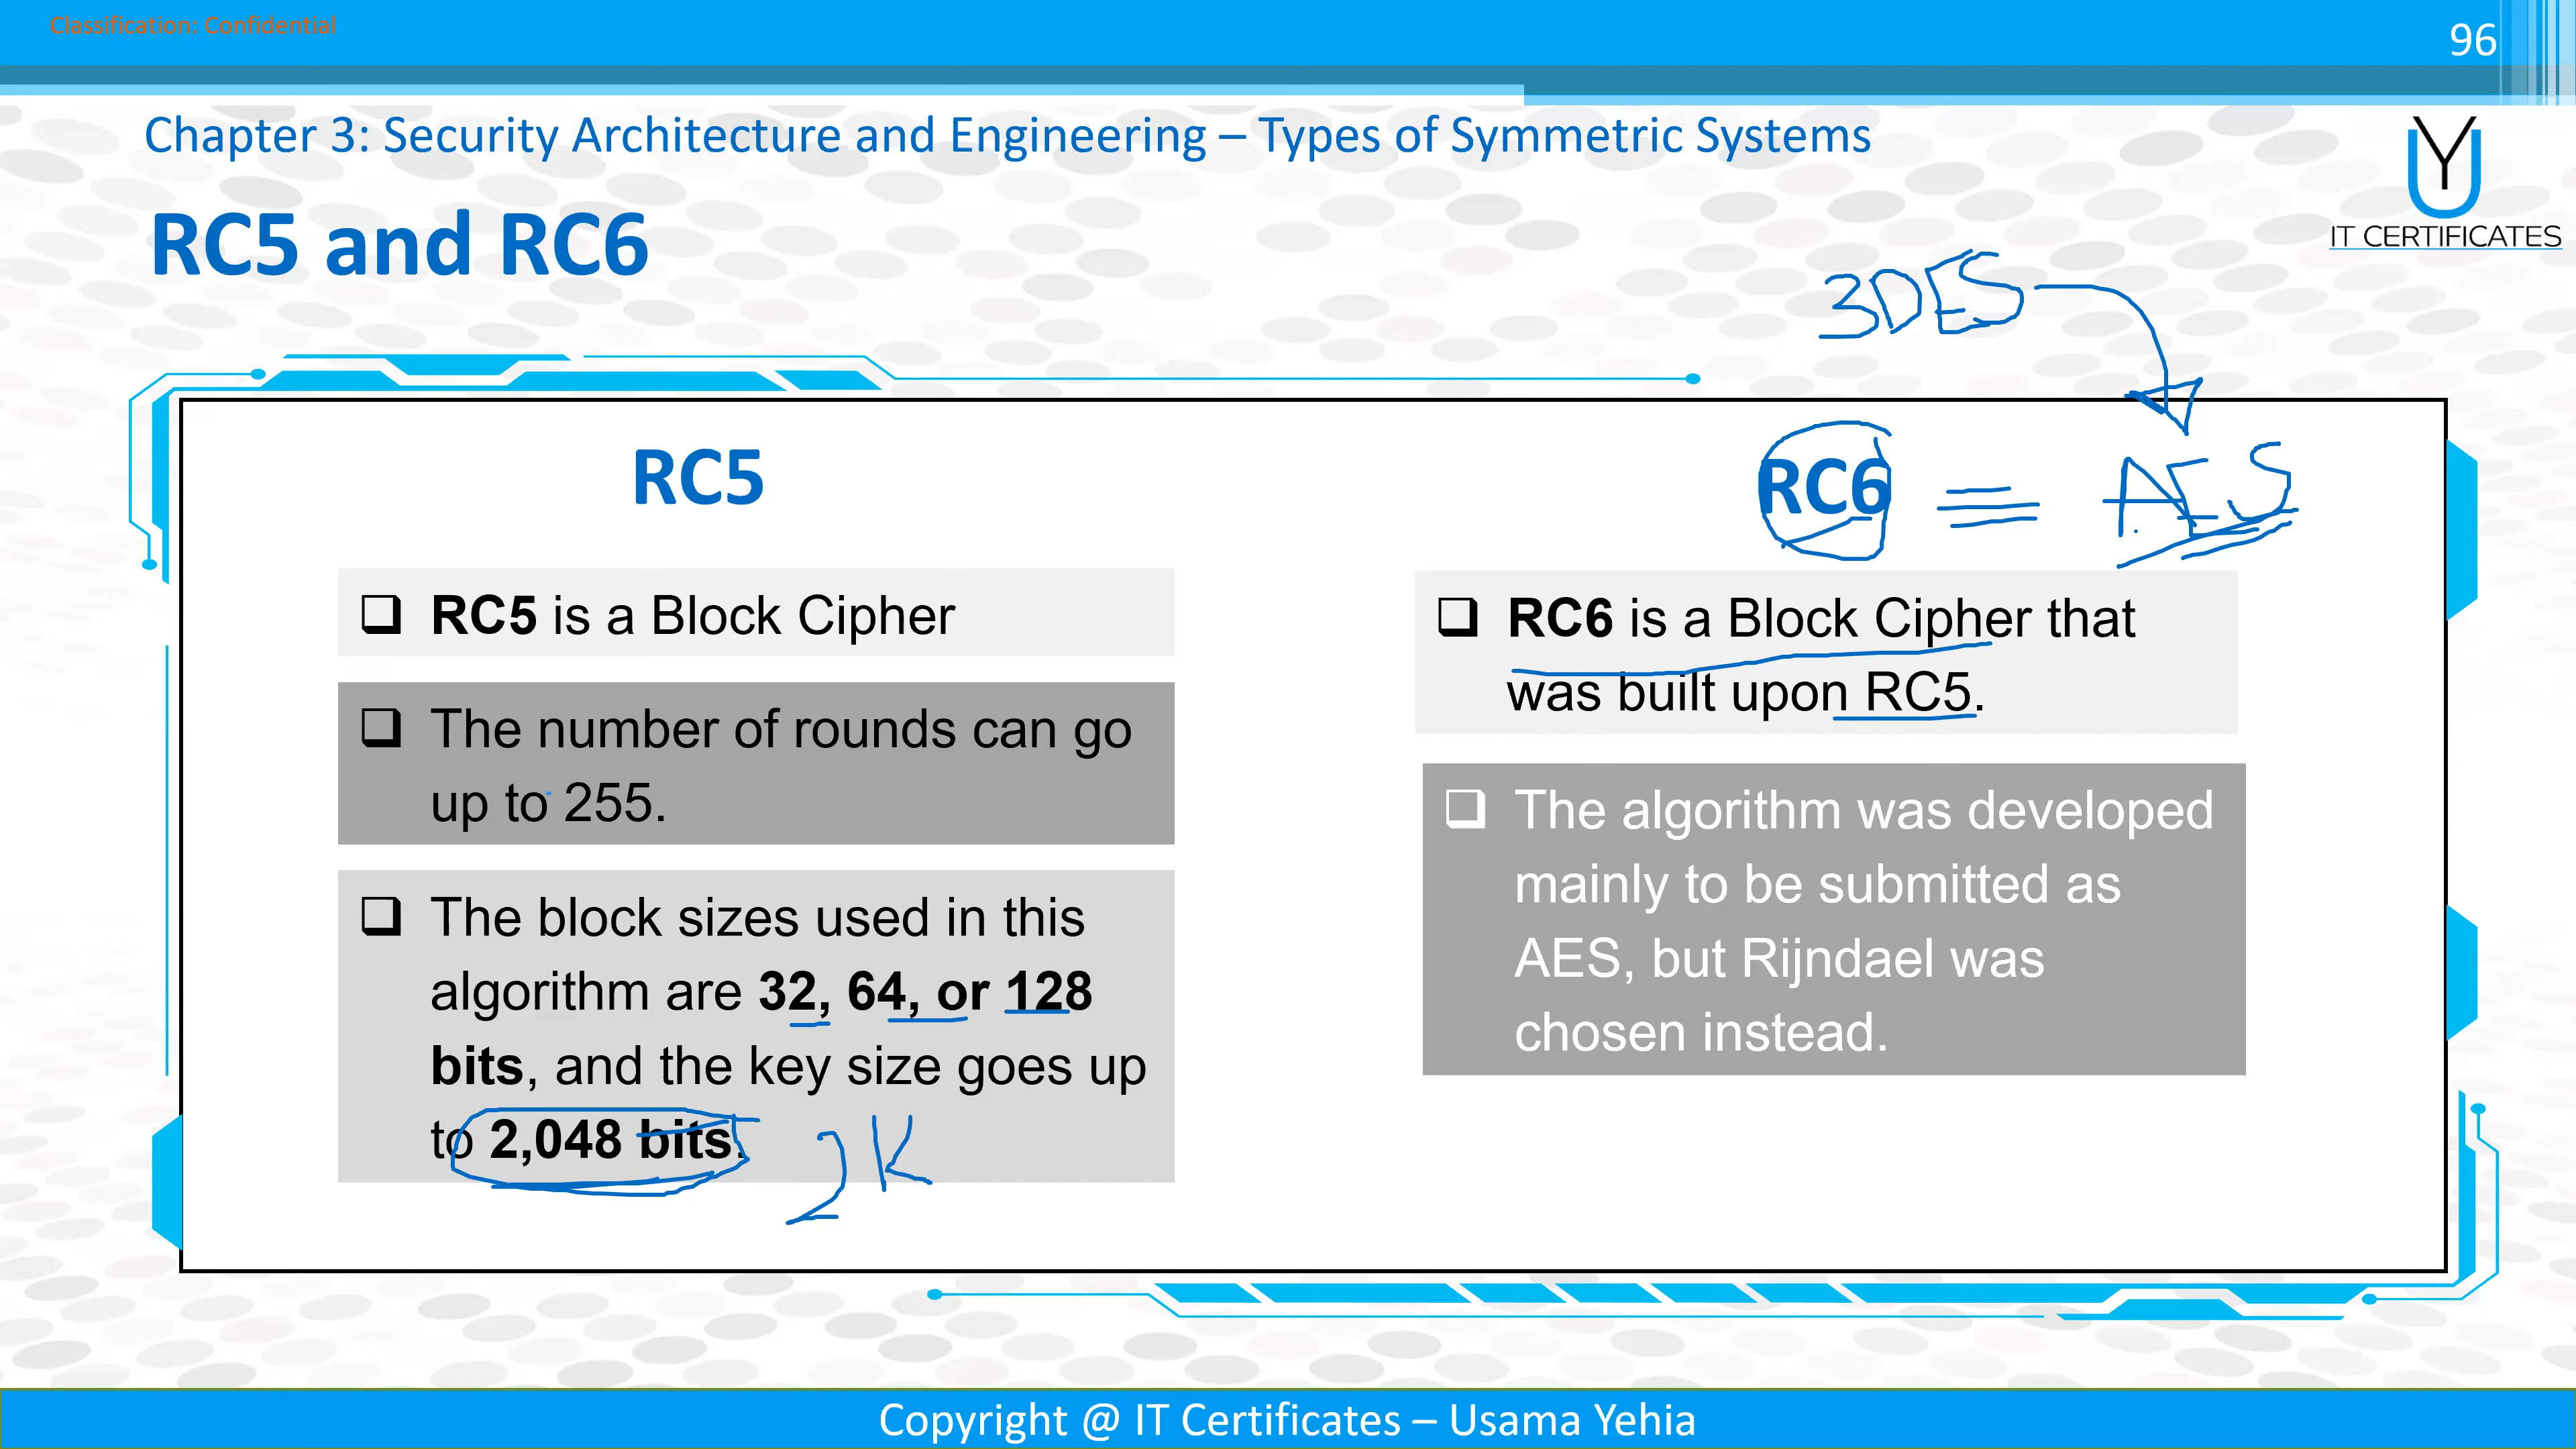 Classification: Confidential
96
Chapter 3: Security Architecture and Engineering – Types of Symmetric Systems
UY
IT CERTIFICATES
RC5 and RC6
3DES
RC5
❑ RC5 is a Block Cipher
❑ The number of rounds can go
up to 255.
❑ The block sizes used in this
algorithm are 32, 64, or 128
bits, and the key size goes up
to 2,048 bits.
2K
RC6 = AES
❑ RC6 is a Block Cipher that
was built upon RC5.
❑ The algorithm was developed
mainly to be submitted as
AES, but Rijndael was
chosen instead.
Copyright @ IT Certificates – Usama Yehia